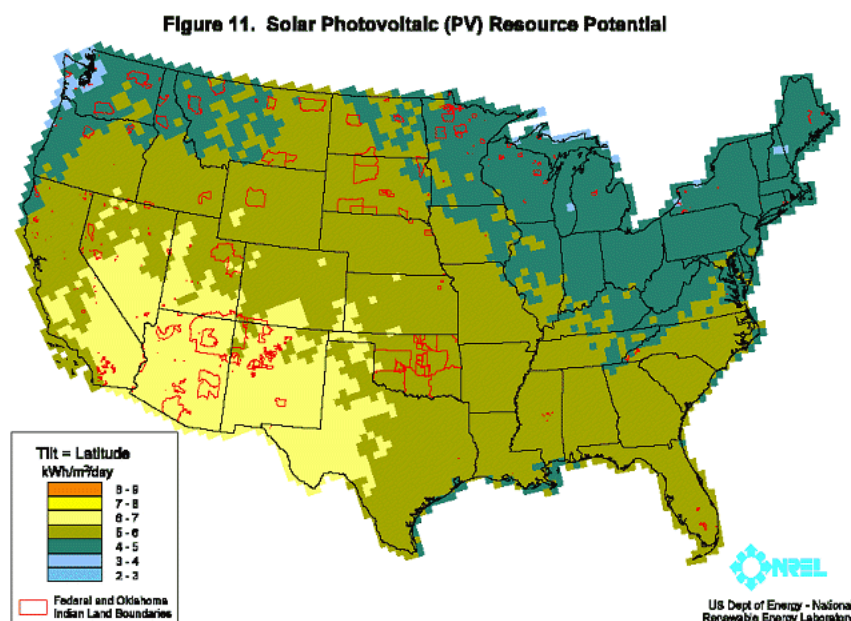 Figure 11. Solar Photovoltaic (PV) Resource Potential
Tilt = Latitude
kWh/m²/day
8 - 9
7 - 8
6 - 7
5 - 6
4 - 5
3 - 4
2 - 3
Federal and Oklahoma
Indian Land Boundaries
NREL
US Dept of Energy - National
Renewable Energy Laboratory